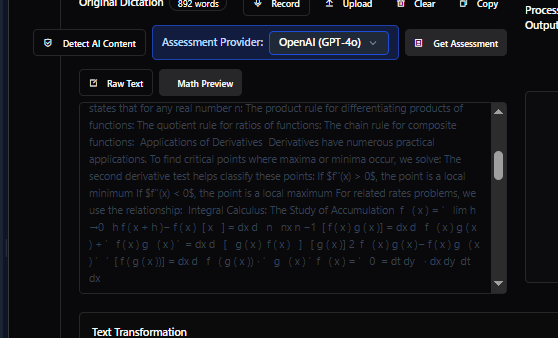 Original Dictation 892 words Record Upload Clear Copy
Process
Output
Detect AI Content Assessment Provider: OpenAI (GPT-4o) Get Assessment
Raw Text Math Preview
states that for any real number n: The product rule for differentiating products of
functions: The quotient rule for ratios of functions: The chain rule for composite
functions: Applications of Derivatives Derivatives have numerous practical
applications. To find critical points where maxima or minima occur, we solve: The
second derivative test helps classify these points: If $f''(x) > 0$, the point is a local
minimum If $f''(x) < 0$, the point is a local maximum For related rates problems, we
use the relationship: Integral Calculus: The Study of Accumulation f ( x ) = ′ lim h
→0 h f ( x + h )− f ( x ) [ x ] = dx d n nx n −1 [ f ( x ) g ( x )] = dx d f ( x ) g ( x
) + ′ f ( x ) g ( x ) ′ = dx d [ g ( x ) f ( x ) ] [ g ( x )] 2 f ( x ) g ( x )− f ( x ) g ( x
) ′ ′ [ f ( g ( x ))] = dx d f ( g ( x )) ⋅ ′ g ( x ) ′ f ( x ) = ′ 0 = dt dy ⋅ dx dy dt
dx
Text Transformation